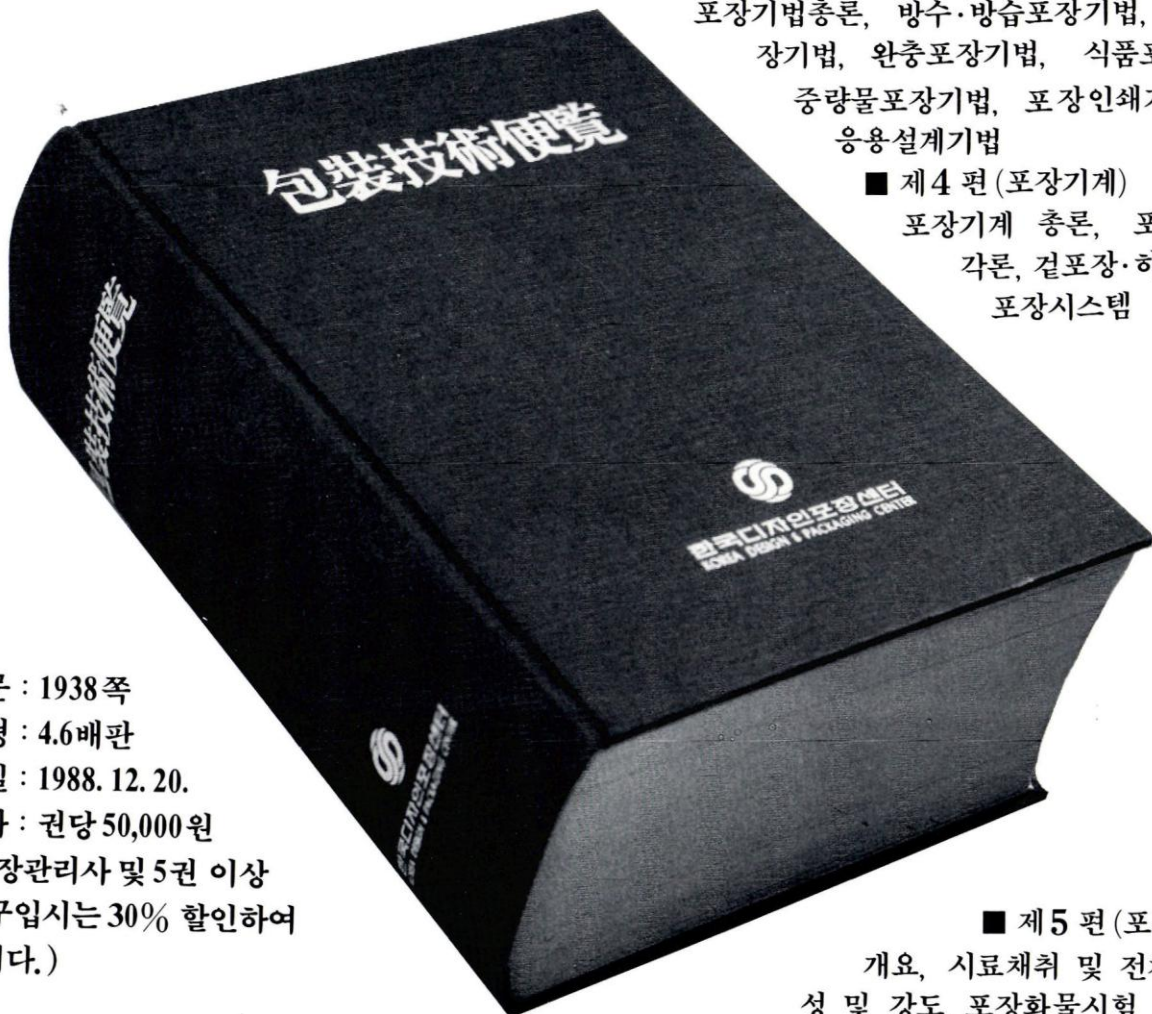 포장기법총론, 방수·방습포장기법,
장기법, 완충포장기법, 식품포
중량물포장기법, 포장인쇄
응용설계기법
■ 제4편 (포장기계)
포장기계 총론, 포
각론, 겉포장·
포장시스템
包裝技術便覽
包裝技術便覽
한국디자인포장센터
KOREA DESIGN & PACKAGING CENTER
한국디자인포장센터
KOREA DESIGN & PACKAGING CENTER
: 1938쪽
: 4.6배판
: 1988. 12. 20.
: 권당 50,000원
장관리사 및 5권 이상
구입시는 30% 할인하여
다.)
■ 제5편 (포
개요, 시료채취 및 전
성 및 강도, 포장화물시험